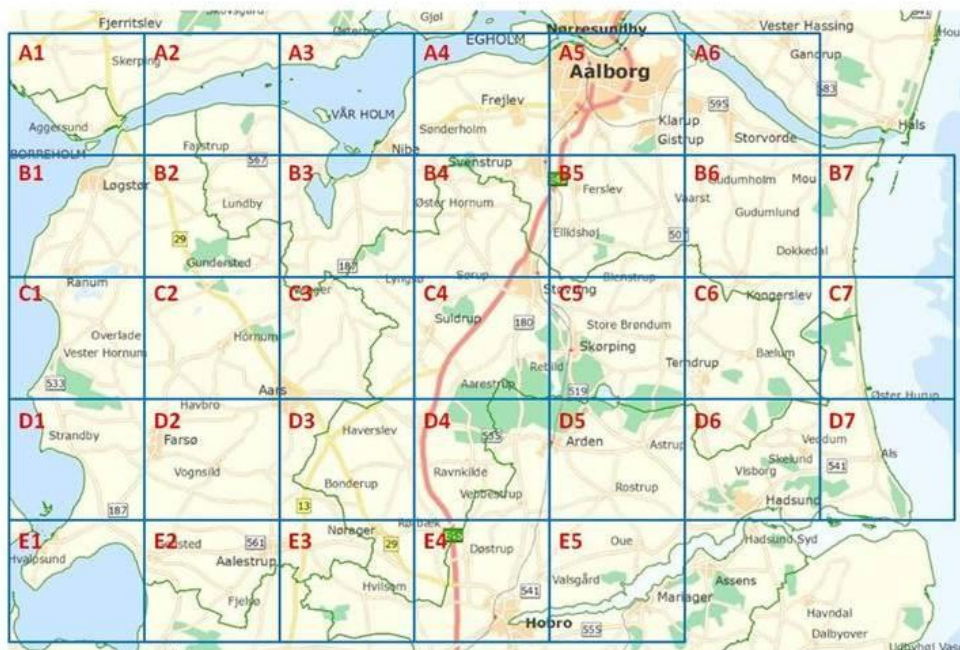 Fjerritslev
Gjøl
Nørresundby
Vester Hassing
EGHOLM
A1
A2
A3
A4
A5
A6
Skerping
Gandrup
Aalborg
Frejlev
595
583
VÅR HOLM
Klarup
Hals
Aggersund
Sønderholm
Gistrup
Storvorde
Fajstrup
567
Nibe
Svenstrup
B1
B2
B3
B4
B5
B6
B7
Løgstør
Ferslev
Gudumholm
Mou
Lundby
Øster Hornum
Vaarst
Gudumlund
29
Ellidshøj
507
Dokkedal
Gundersted
187
Sørup
C1
C2
C3
C4
C5
C6
C7
Ranum
Kongerslev
Overlade
Hornum
Suldrup
180
Store Brøndum
Vester Hornum
Skørping
Terndrup
Bælum
533
Aars
Aarestrup
Rebild
519
Øster Hurup
Havbro
D1
D2
D3
D4
D5
D6
D7
Strandby
Farsø
Haverslev
Arden
Astrup
Veddum
Als
Skelund
Vognsild
Ravnkilde
Visborg
541
Bonderup
Vebbestrup
Rostrup
Hadsund
187
13
E1
E2
E3
E4
E5
Hvalpsund
561
Nørager
29
Døstrup
Oue
Hadsund Syd
Aalestrup
Valsgård
Assens
Hvilsom
541
Mariager
Fjelsø
Havndal
Hobro
555
Dalbyover